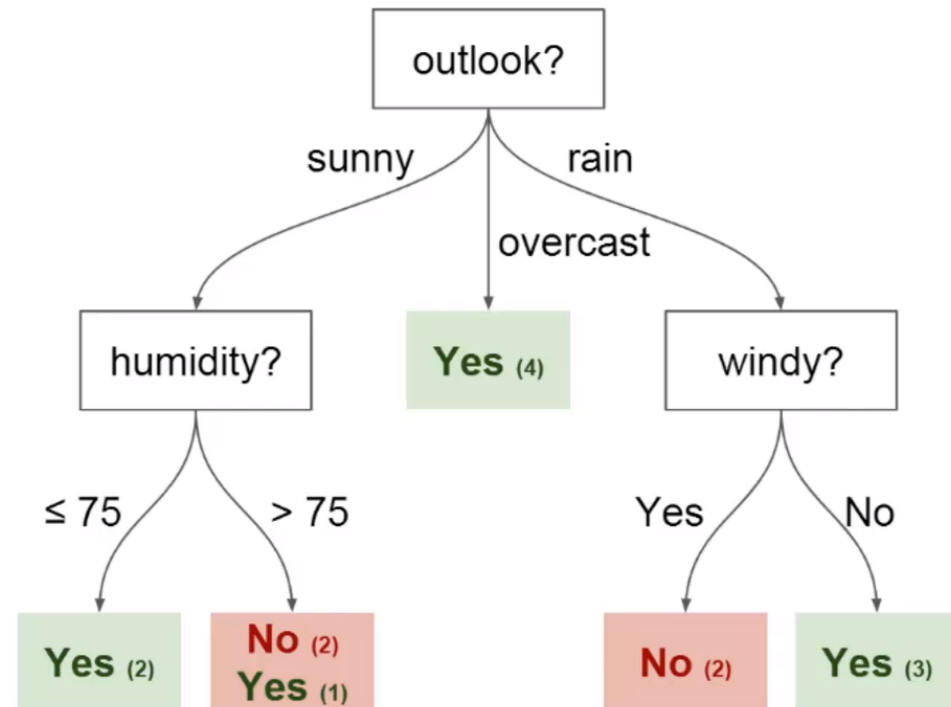 outlook?
sunny
rain
overcast
humidity?
Yes (4)
windy?
≤ 75
> 75
Yes
No
Yes (2)
No (2)
Yes (1)
No (2)
Yes (3)